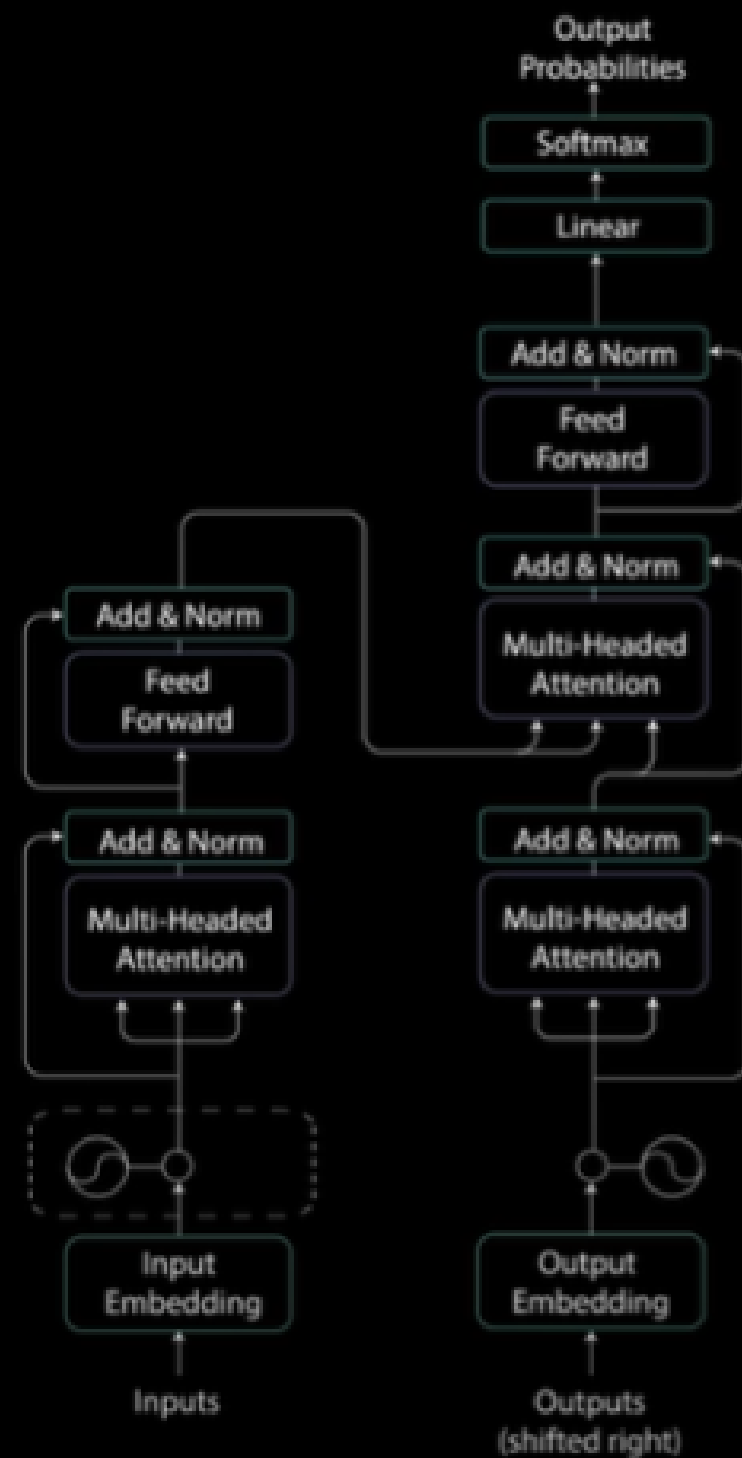 Output
Probabilities
Softmax
Linear
Add & Norm
Feed
Forward
Add & Norm
Multi-Headed
Attention
Add & Norm
Multi-Headed
Attention
Output
Embedding
Outputs
(shifted right)
Add & Norm
Feed
Forward
Add & Norm
Multi-Headed
Attention
Input
Embedding
Inputs